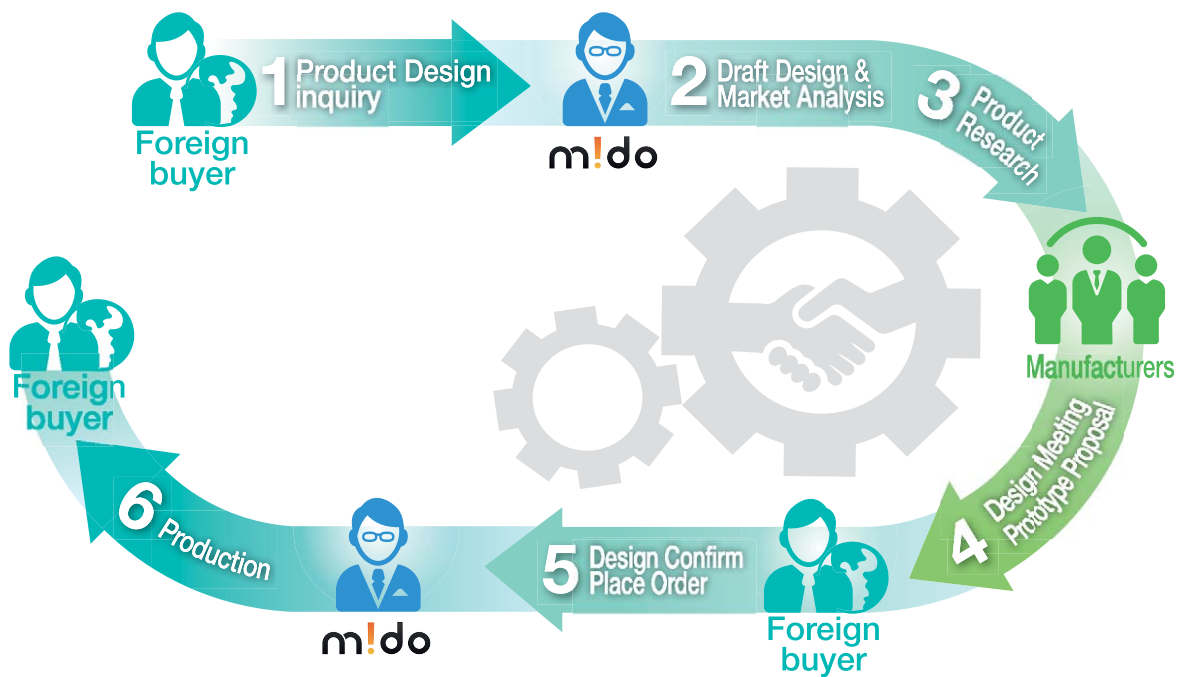 1 Product Design
inquiry
Foreign
buyer
m!do
2 Draft Design &
Market Analysis
3 Product
Research
Manufacturers
4 Design Meeting
Prototype Proposal
Foreign
buyer
5 Design Confirm
Place Order
m!do
6 Production
Foreign
buyer